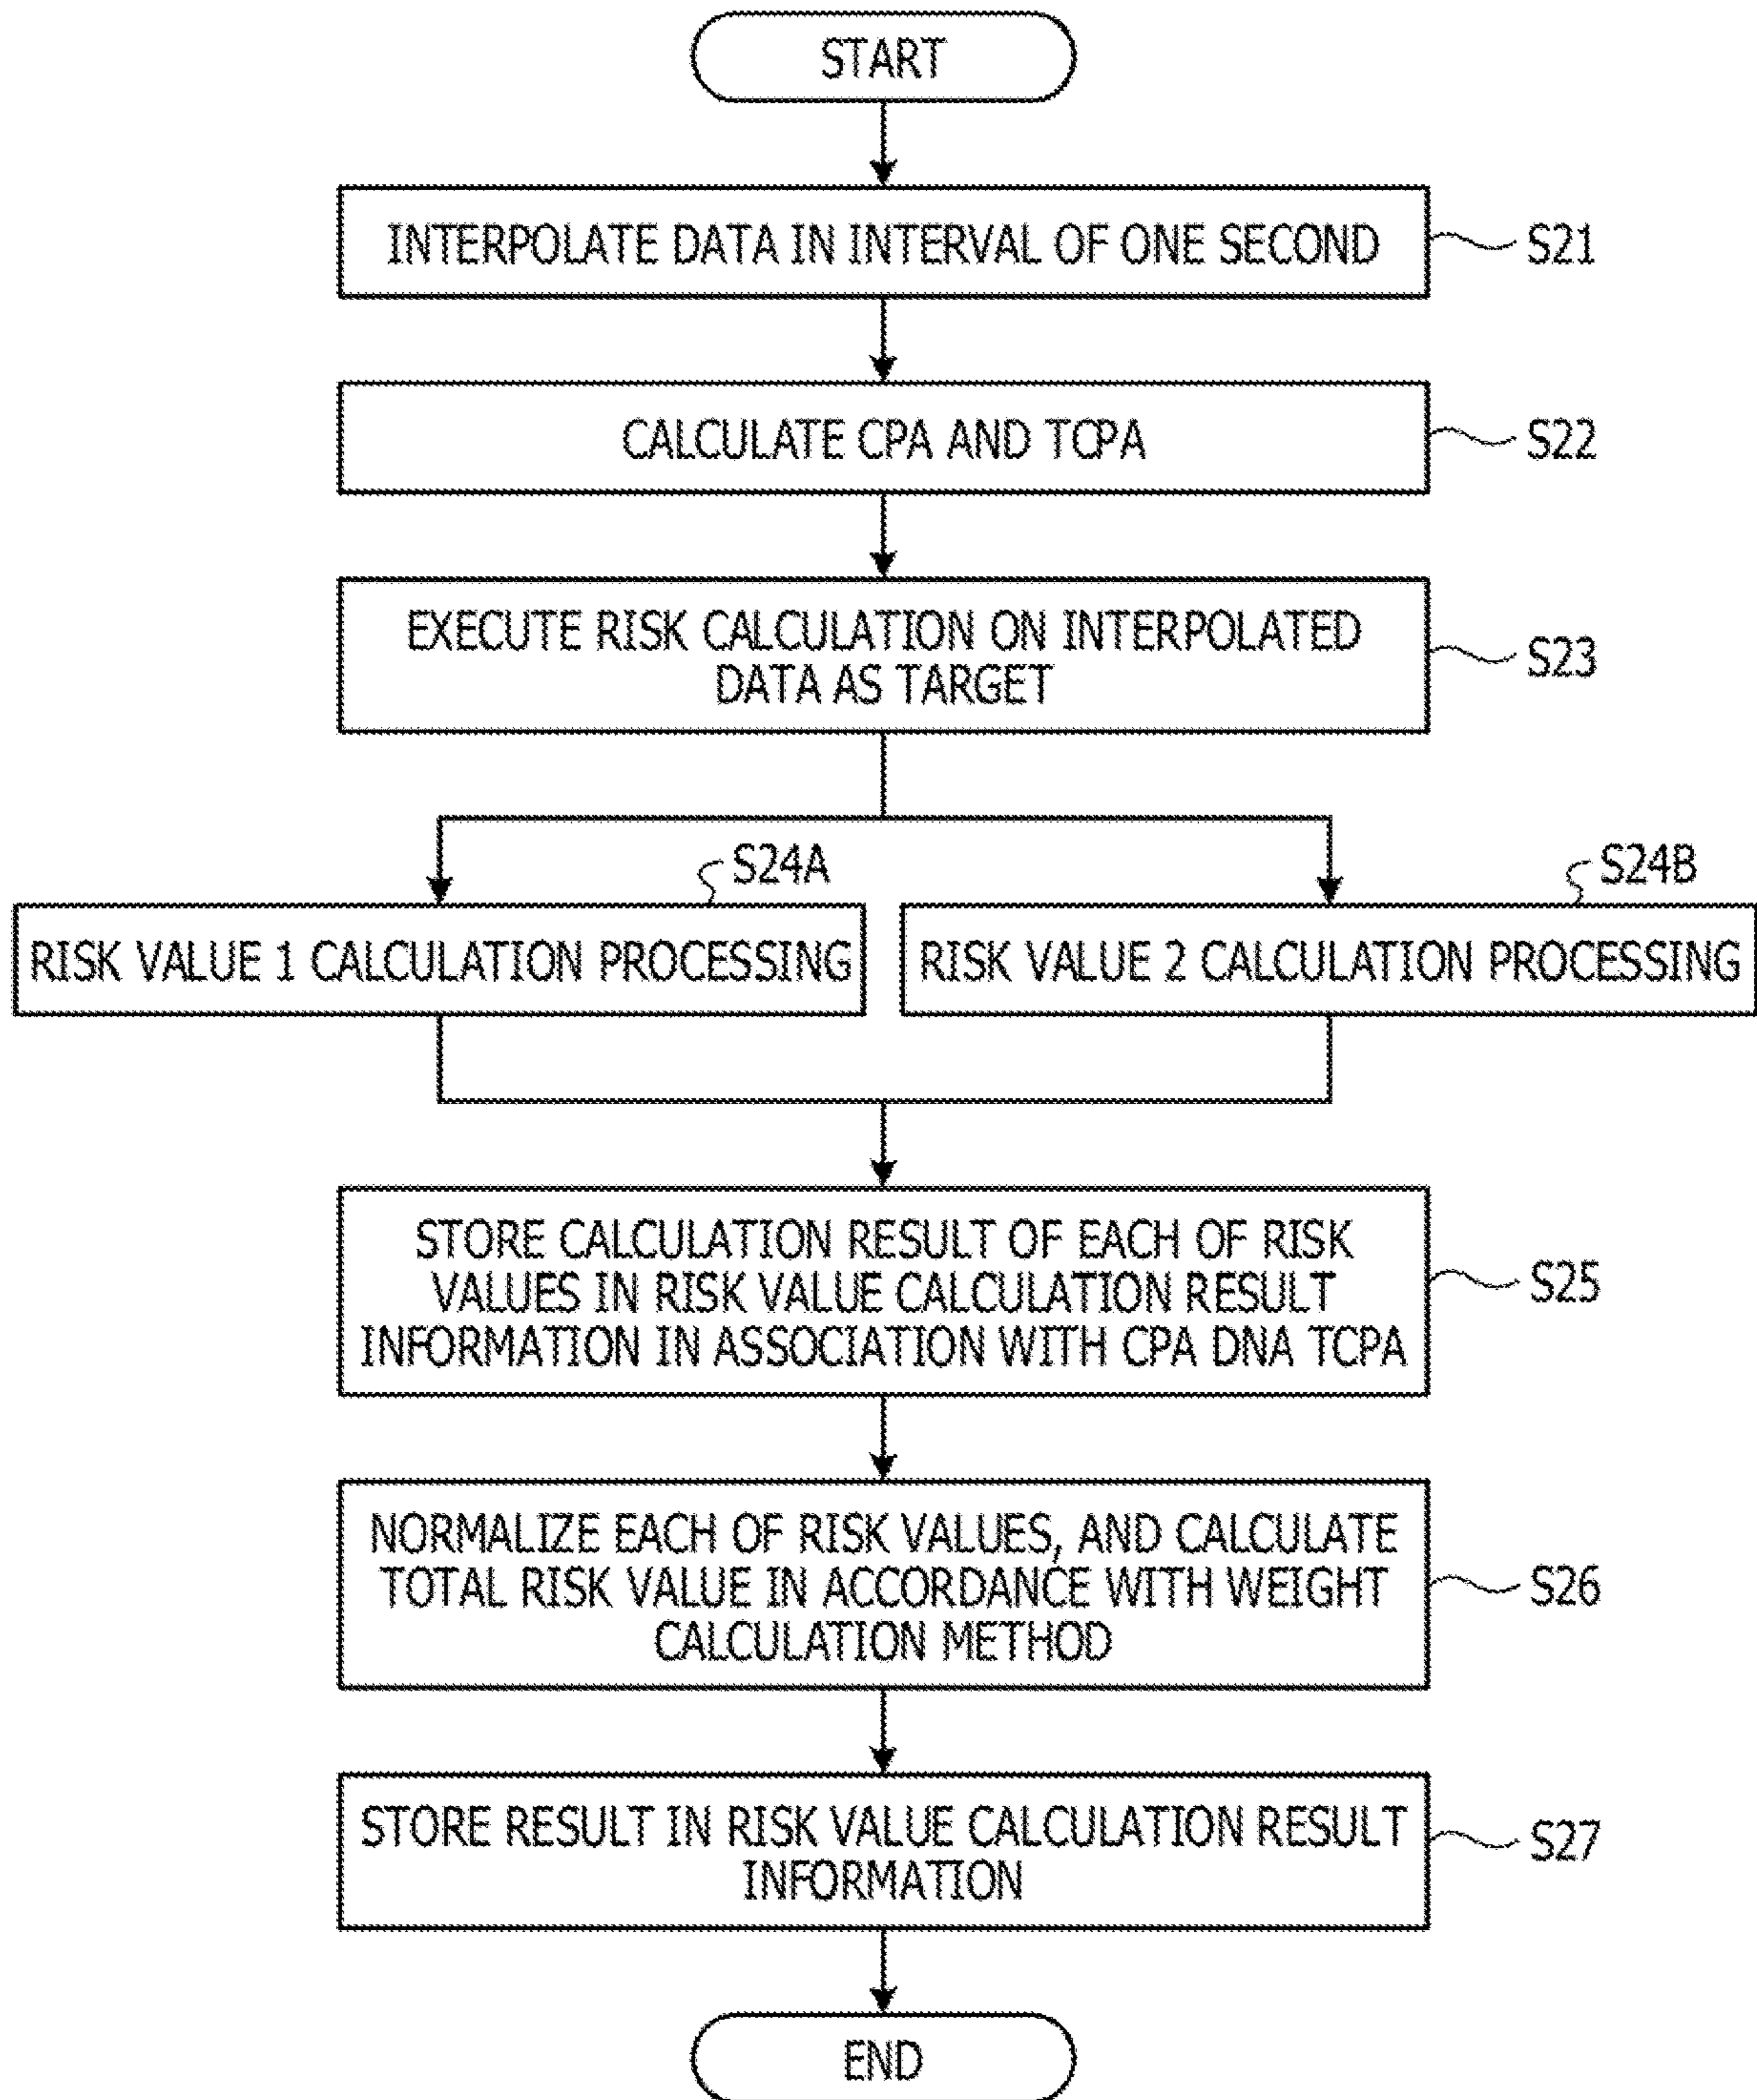 START
INTERPOLATE DATA IN INTERVAL OF ONE SECOND
S21
CALCULATE CPA AND TCPA
S22
EXECUTE RISK CALCULATION ON INTERPOLATED
DATA AS TARGET
S23
S24A
RISK VALUE 1 CALCULATION PROCESSING
S24B
RISK VALUE 2 CALCULATION PROCESSING
STORE CALCULATION RESULT OF EACH OF RISK
VALUES IN RISK VALUE CALCULATION RESULT
INFORMATION IN ASSOCIATION WITH CPA DNA TCPA
S25
NORMALIZE EACH OF RISK VALUES, AND CALCULATE
TOTAL RISK VALUE IN ACCORDANCE WITH WEIGHT
CALCULATION METHOD
S26
STORE RESULT IN RISK VALUE CALCULATION RESULT
INFORMATION
S27
END